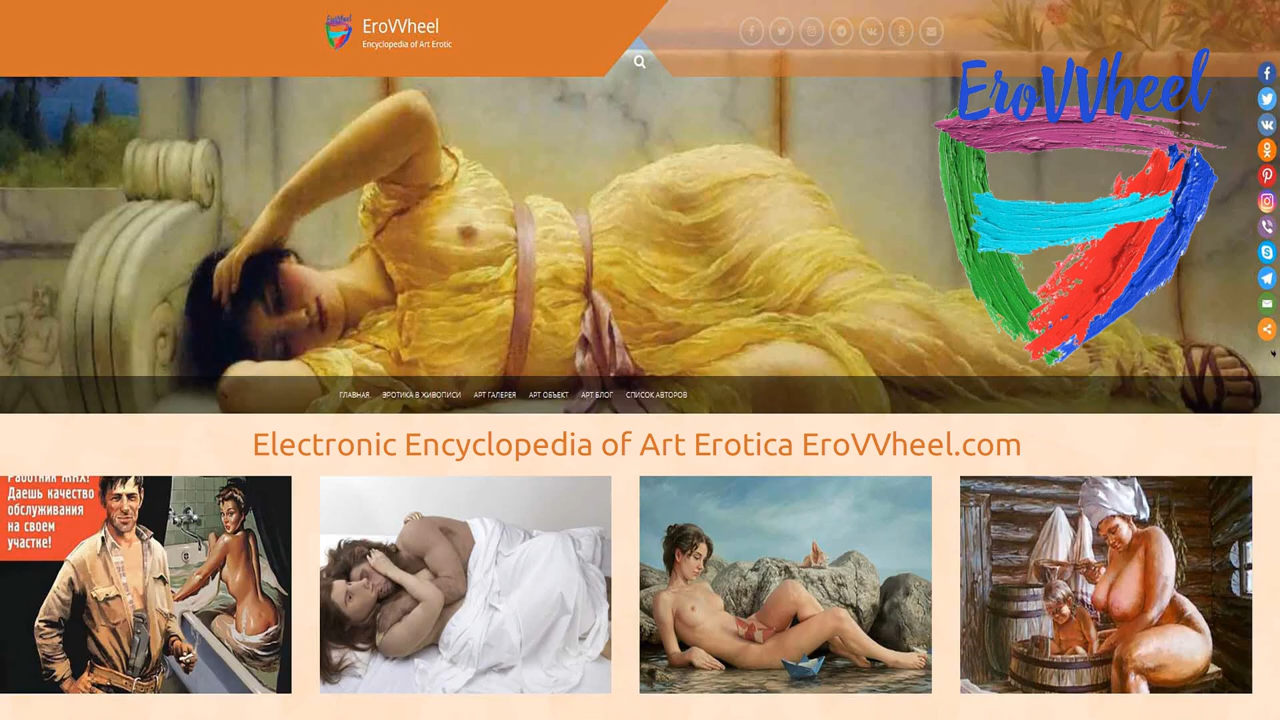 EroVVheel
Encyclopedia of Art Erotic
EroVVheel
ГЛАВНАЯ ЭРОТИКА В ЖИВОПИСИ АРТ ГАЛЕРЕЯ АРТ ОБЪЕКТ АРТ БЛОГ СПИСОК АВТОРОВ
Electronic Encyclopedia of Art Erotica EroVVheel.com
Работник ЖКХ!
Даешь качество
обслуживания
на своем
участке!